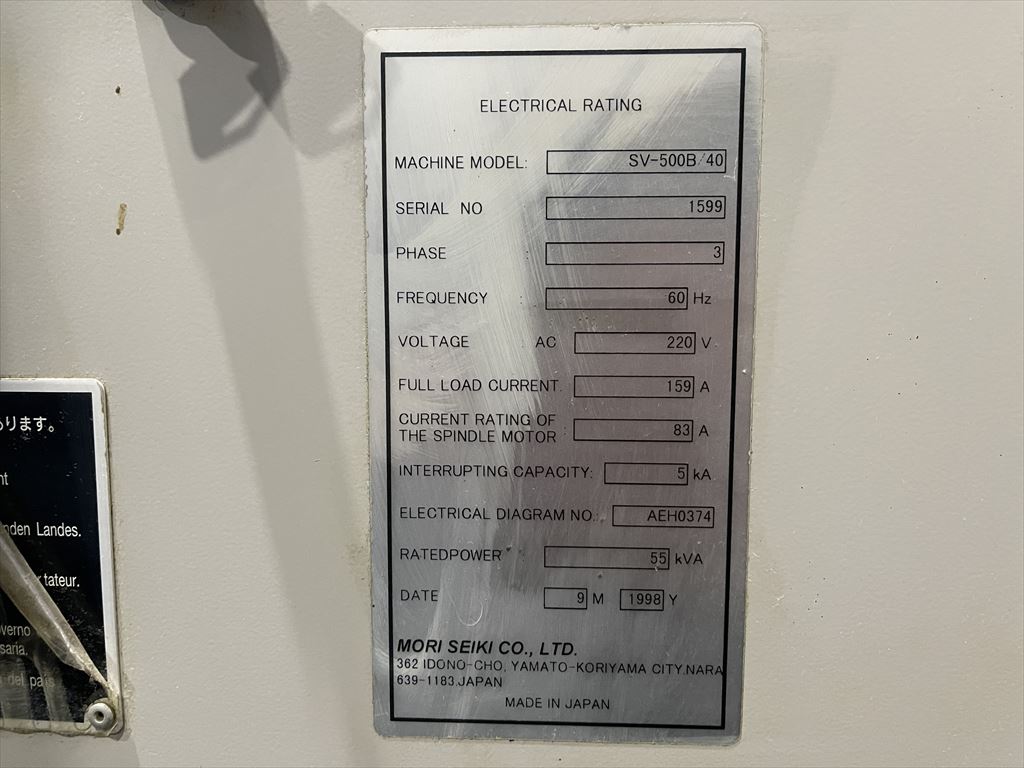 ELECTRICAL RATING
MACHINE MODEL: SV-500B/40
SERIAL NO 1599
PHASE 3
FREQUENCY 60 Hz
VOLTAGE : AC 220 V
FULL LOAD CURRENT. 159 A
CURRENT RATING OF
THE SPINDLE MOTOR 83 A
INTERRUPTING CAPACITY: 5 kA
ELECTRICAL DIAGRAM NO.: AEH0374
RATEDPOWER : 55 kVA
DATE : 9 M 1998 Y
MORI SEIKI CO., LTD.
362 IDONO-CHO, YAMATO-KORIYAMA CITY,NARA
639-1183,JAPAN
MADE IN JAPAN
ります。
nden Landes.
tateur.
verno
saria.
del país